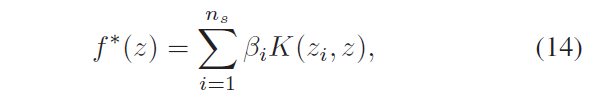 f*(z) = ∑_{i=1}^{n_s} β_i K(z_i, z), (14)